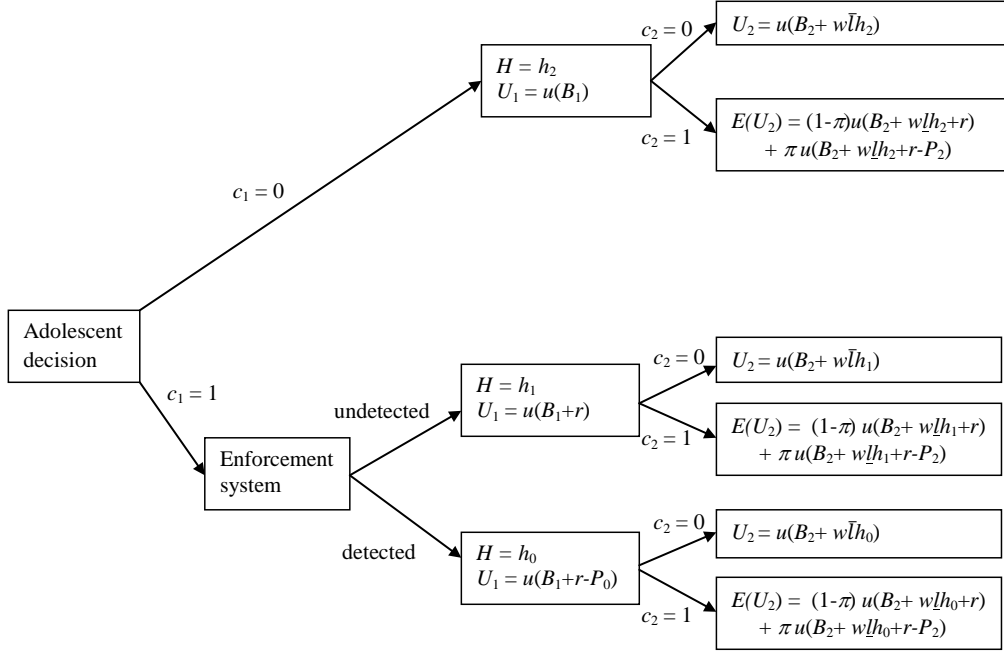 c₂ = 0
U₂ = u(B₂ + wl̅h₂)
H = h₂
U₁ = u(B₁)
c₂ = 1
E(U₂) = (1-π)u(B₂+ wl̲h₂+r)
+ π u(B₂+ wl̲h₂+r-P₂)
c₁ = 0
Adolescent
decision
c₁ = 1
Enforcement
system
undetected
H = h₁
U₁ = u(B₁+r)
c₂ = 0
U₂ = u(B₂ + wl̅h₁)
c₂ = 1
E(U₂) = (1-π) u(B₂+ wl̲h₁+r)
+ π u(B₂+ wl̲h₁+r-P₂)
detected
H = h₀
U₁ = u(B₁+r-P₀)
c₂ = 0
U₂ = u(B₂ + wl̅h₀)
c₂ = 1
E(U₂) = (1-π) u(B₂+ wl̲h₀+r)
+ π u(B₂+ wl̲h₀+r-P₂)